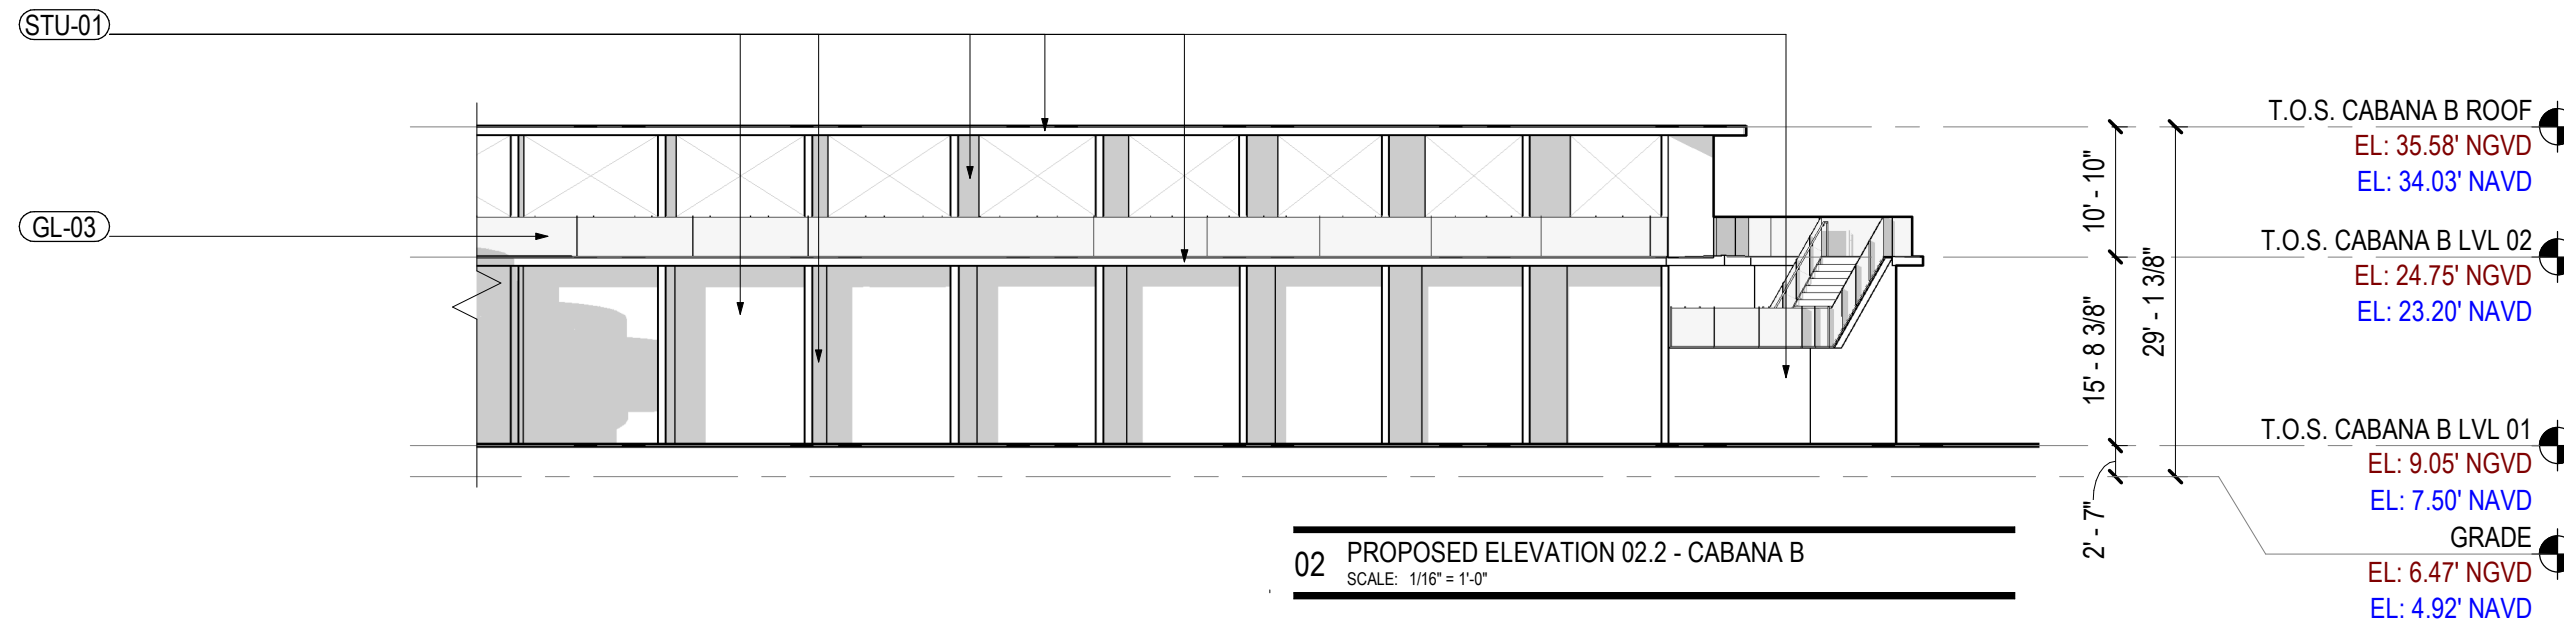 STU-01
GL-03
T.O.S. CABANA B ROOF
EL: 35.58' NGVD
EL: 34.03' NAVD
10' - 10"
T.O.S. CABANA B LVL 02
EL: 24.75' NGVD
EL: 23.20' NAVD
15' - 8 3/8"
29' - 1 3/8"
T.O.S. CABANA B LVL 01
EL: 9.05' NGVD
EL: 7.50' NAVD
2' - 7"
GRADE
EL: 6.47' NGVD
EL: 4.92' NAVD
02 PROPOSED ELEVATION 02.2 - CABANA B
SCALE: 1/16" = 1'-0"